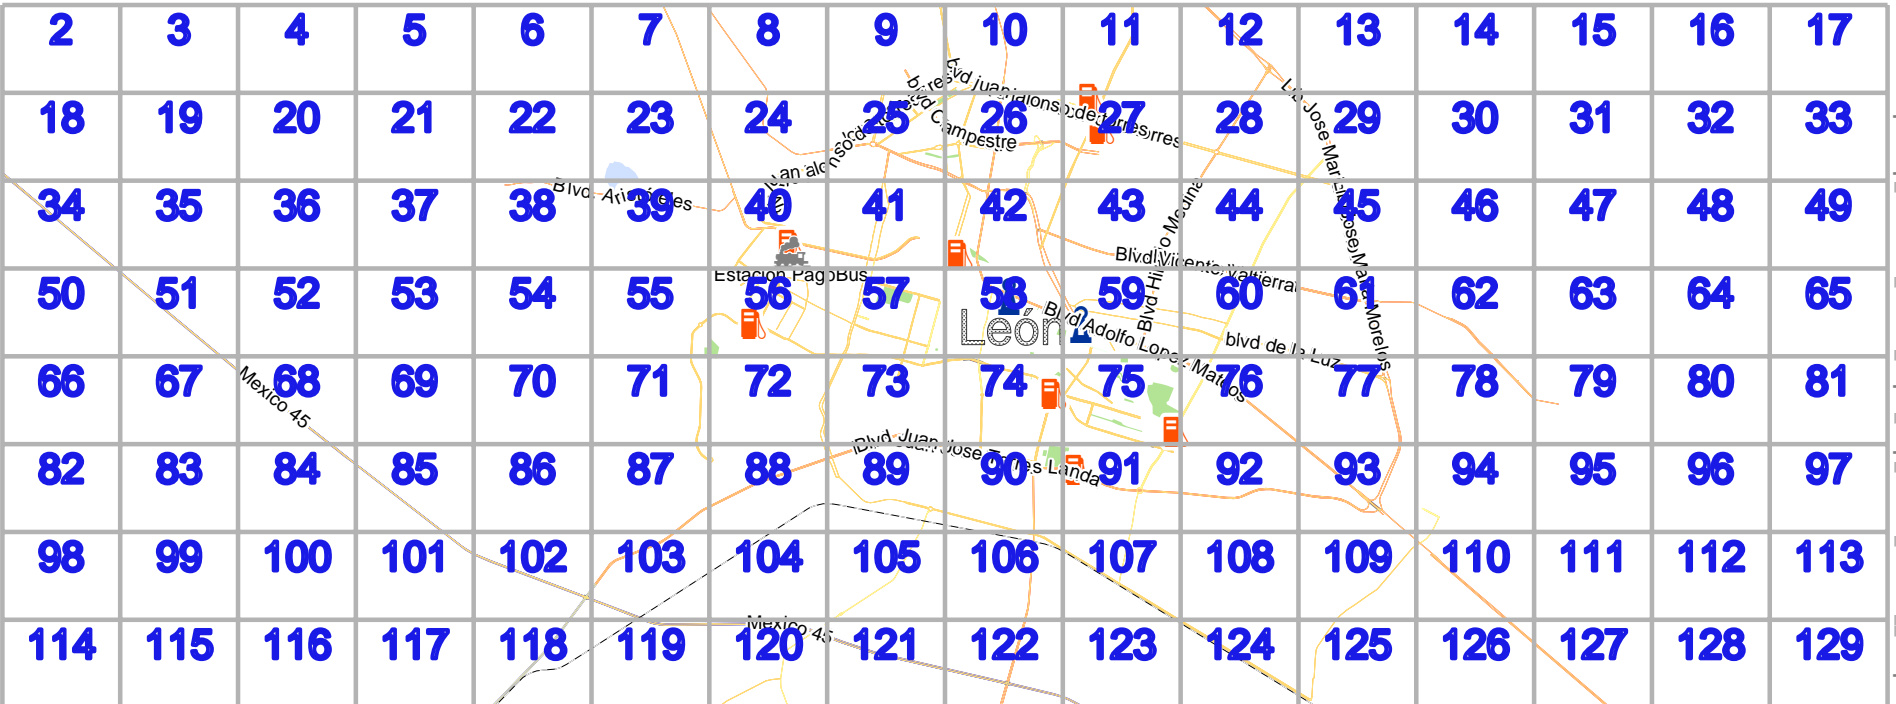 2 3 4 5 6 7 8 9 10 11 12 13 14 15 16 17
18 19 20 21 22 23 24 25 26 27 28 29 30 31 32 33
Campestre
34 35 36 37 38 39 40 41 42 43 44 45 46 47 48 49
Estación PagoBus
50 51 52 53 54 55 56 57 58 59 60 61 62 63 64 65
León
Blvd Adolfo Lopez Mateos
blvd de la Luz
66 67 68 69 70 71 72 73 74 75 76 77 78 79 80 81
Mexico 45
Blvd Juan Jose Torres Landa
82 83 84 85 86 87 88 89 90 91 92 93 94 95 96 97
98 99 100 101 102 103 104 105 106 107 108 109 110 111 112 113
Mexico 45
114 115 116 117 118 119 120 121 122 123 124 125 126 127 128 129